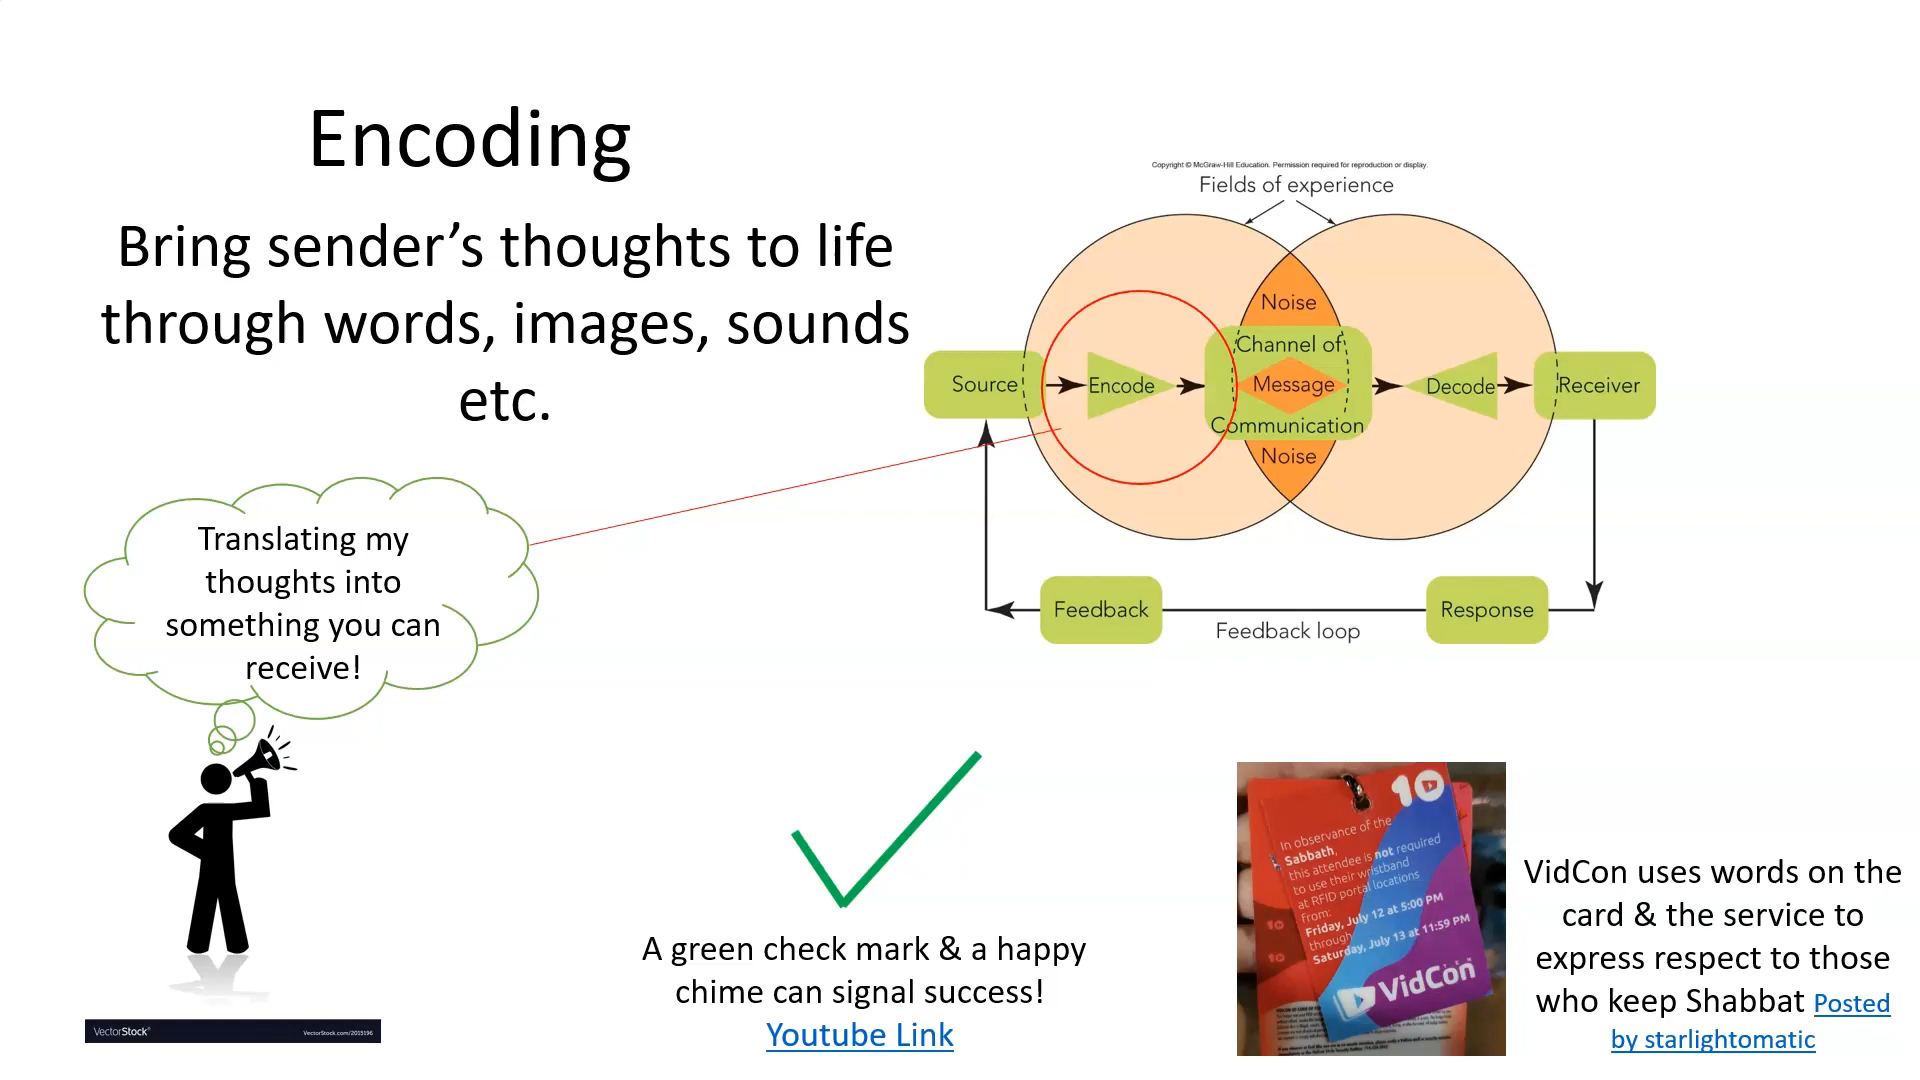 Encoding
Bring sender’s thoughts to life
through words, images, sounds
etc.
Copyright © McGraw-Hill Education. Permission required for reproduction or display.
Fields of experience
Noise
Channel of
Source
Encode
Message
Decode
Receiver
Communication
Noise
Feedback
Response
Feedback loop
Translating my
thoughts into
something you can
receive!
VectorStock®
VectorStock.com/2015196
A green check mark & a happy
chime can signal success!
Youtube Link
10
In observance of the
Sabbath,
this attendee is not required
to use their wristband
at RFID portal locations
from:
Friday, July 12 at 5:00 PM
through
Saturday, July 13 at 11:59 PM
VidCon
VidCon uses words on the
card & the service to
express respect to those
who keep Shabbat Posted
by starlightomatic